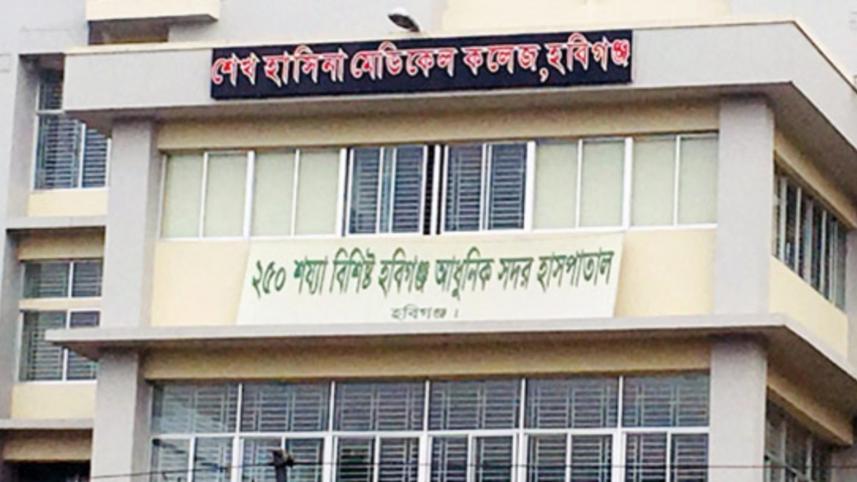 শেখ হাসিনা মেডিকেল কলেজ,হবিগঞ্জ
২৫০ শয্যা বিশিষ্ট হবিগঞ্জ আধুনিক সদর হাসপাতাল
হবিগঞ্জ।